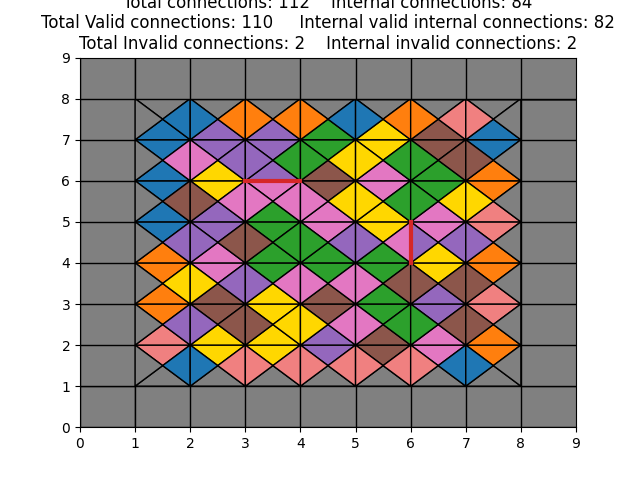 Total connections: 112    Internal connections: 84
Total Valid connections: 110    Internal valid internal connections: 82
Total Invalid connections: 2    Internal invalid connections: 2
9
8
7
6
5
4
3
2
1
0
0 1 2 3 4 5 6 7 8 9